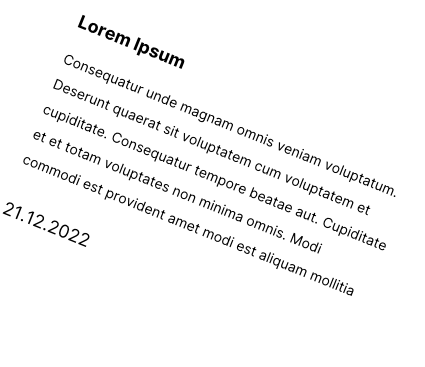 Lorem Ipsum
Consequatur unde magnam omnis veniam voluptatum.
Deserunt quaerat sit voluptatem cum voluptatem et
cupiditate. Consequatur tempore beatae aut. Cupiditate
et et totam voluptates non minima omnis. Modi
commodi est provident amet modi est aliquam mollitia
21.12.2022